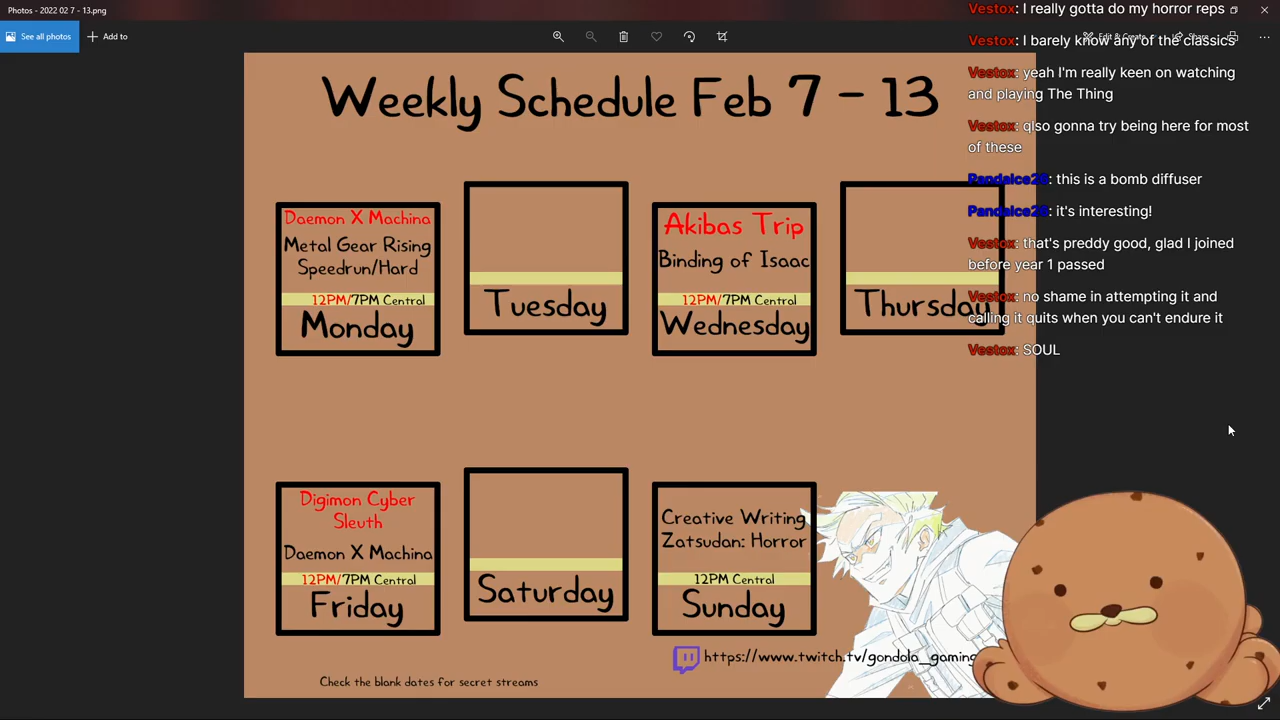 Photos - 2022 02 7 - 13.png
See all photos
Add to
Edit & Create
Share
Weekly Schedule Feb 7 - 13
Daemon X Machina
Metal Gear Rising
Speedrun/Hard
12PM/7PM Central
Monday
Tuesday
Akibas Trip
Binding of Isaac
12PM/7PM Central
Wednesday
Thursday
Digimon Cyber
Sleuth
Daemon X Machina
12PM/7PM Central
Friday
Saturday
Creative Writing
Zatsudan: Horror
12PM Central
Sunday
https://www.twitch.tv/gondola_gaming
Check the blank dates for secret streams
Vestox: I really gotta do my horror reps
Vestox: I barely know any of the classics
Vestox: yeah I'm really keen on watching
and playing The Thing
Vestox: qlso gonna try being here for most
of these
Pandaice26: this is a bomb diffuser
Pandaice26: it's interesting!
Vestox: that's preddy good, glad I joined
before year 1 passed
Vestox: no shame in attempting it and
calling it quits when you can't endure it
Vestox: SOUL